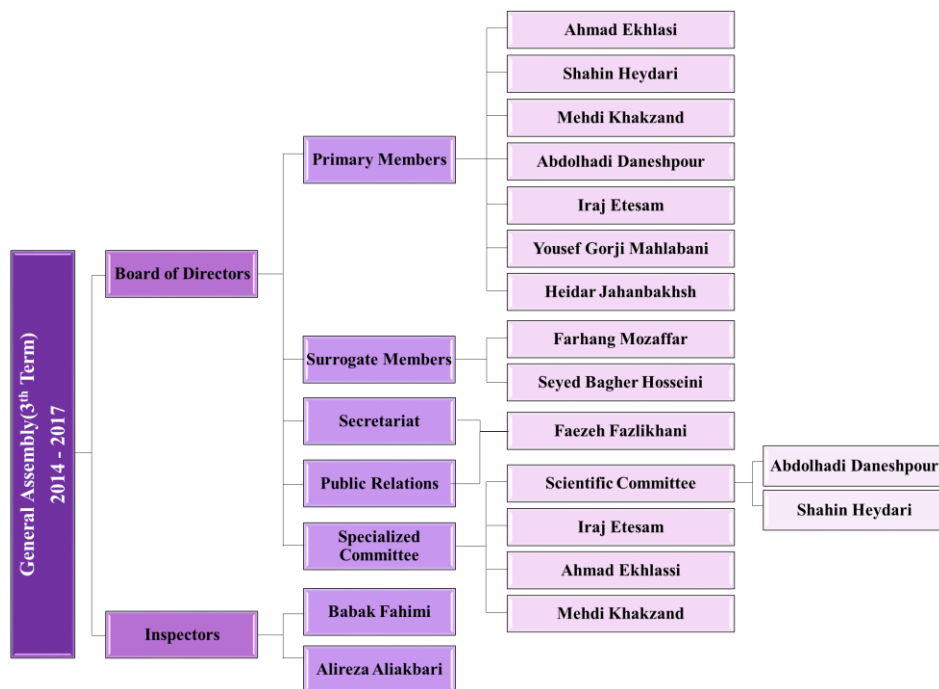 General Assembly(3th Term)
2014 - 2017
Board of Directors
Inspectors
Primary Members
Surrogate Members
Secretariat
Public Relations
Specialized
Committee
Babak Fahimi
Alireza Aliakbari
Ahmad Ekhlasi
Shahin Heydari
Mehdi Khakzand
Abdolhadi Daneshpour
Iraj Etesam
Yousef Gorji Mahlabani
Heidar Jahanbakhsh
Farhang Mozaffar
Seyed Bagher Hosseini
Faezeh Fazlikhani
Scientific Committee
Iraj Etesam
Ahmad Ekhlassi
Mehdi Khakzand
Abdolhadi Daneshpour
Shahin Heydari